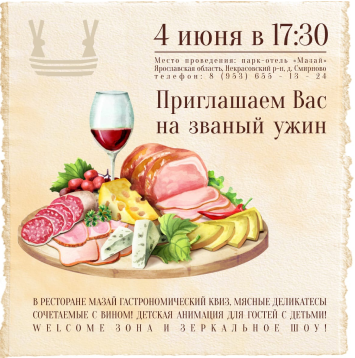 4 июня в 17:30
Место проведения: парк-отель «Мазай»
Ярославская область, Некрасовский р-н, д. Смирново
телефон: 8 (953) 655 - 13 - 24
Приглашаем Вас
на званый ужин
В РЕСТОРАНЕ МАЗАЙ ГАСТРОНОМИЧЕСКИЙ КВИЗ, МЯСНЫЕ ДЕЛИКАТЕСЫ
СОЧЕТАЕМЫЕ С ВИНОМ! ДЕТСКАЯ АНИМАЦИЯ ДЛЯ ГОСТЕЙ С ДЕТЬМИ!
WELCOME ЗОНА И ЗЕРКАЛЬНОЕ ШОУ!